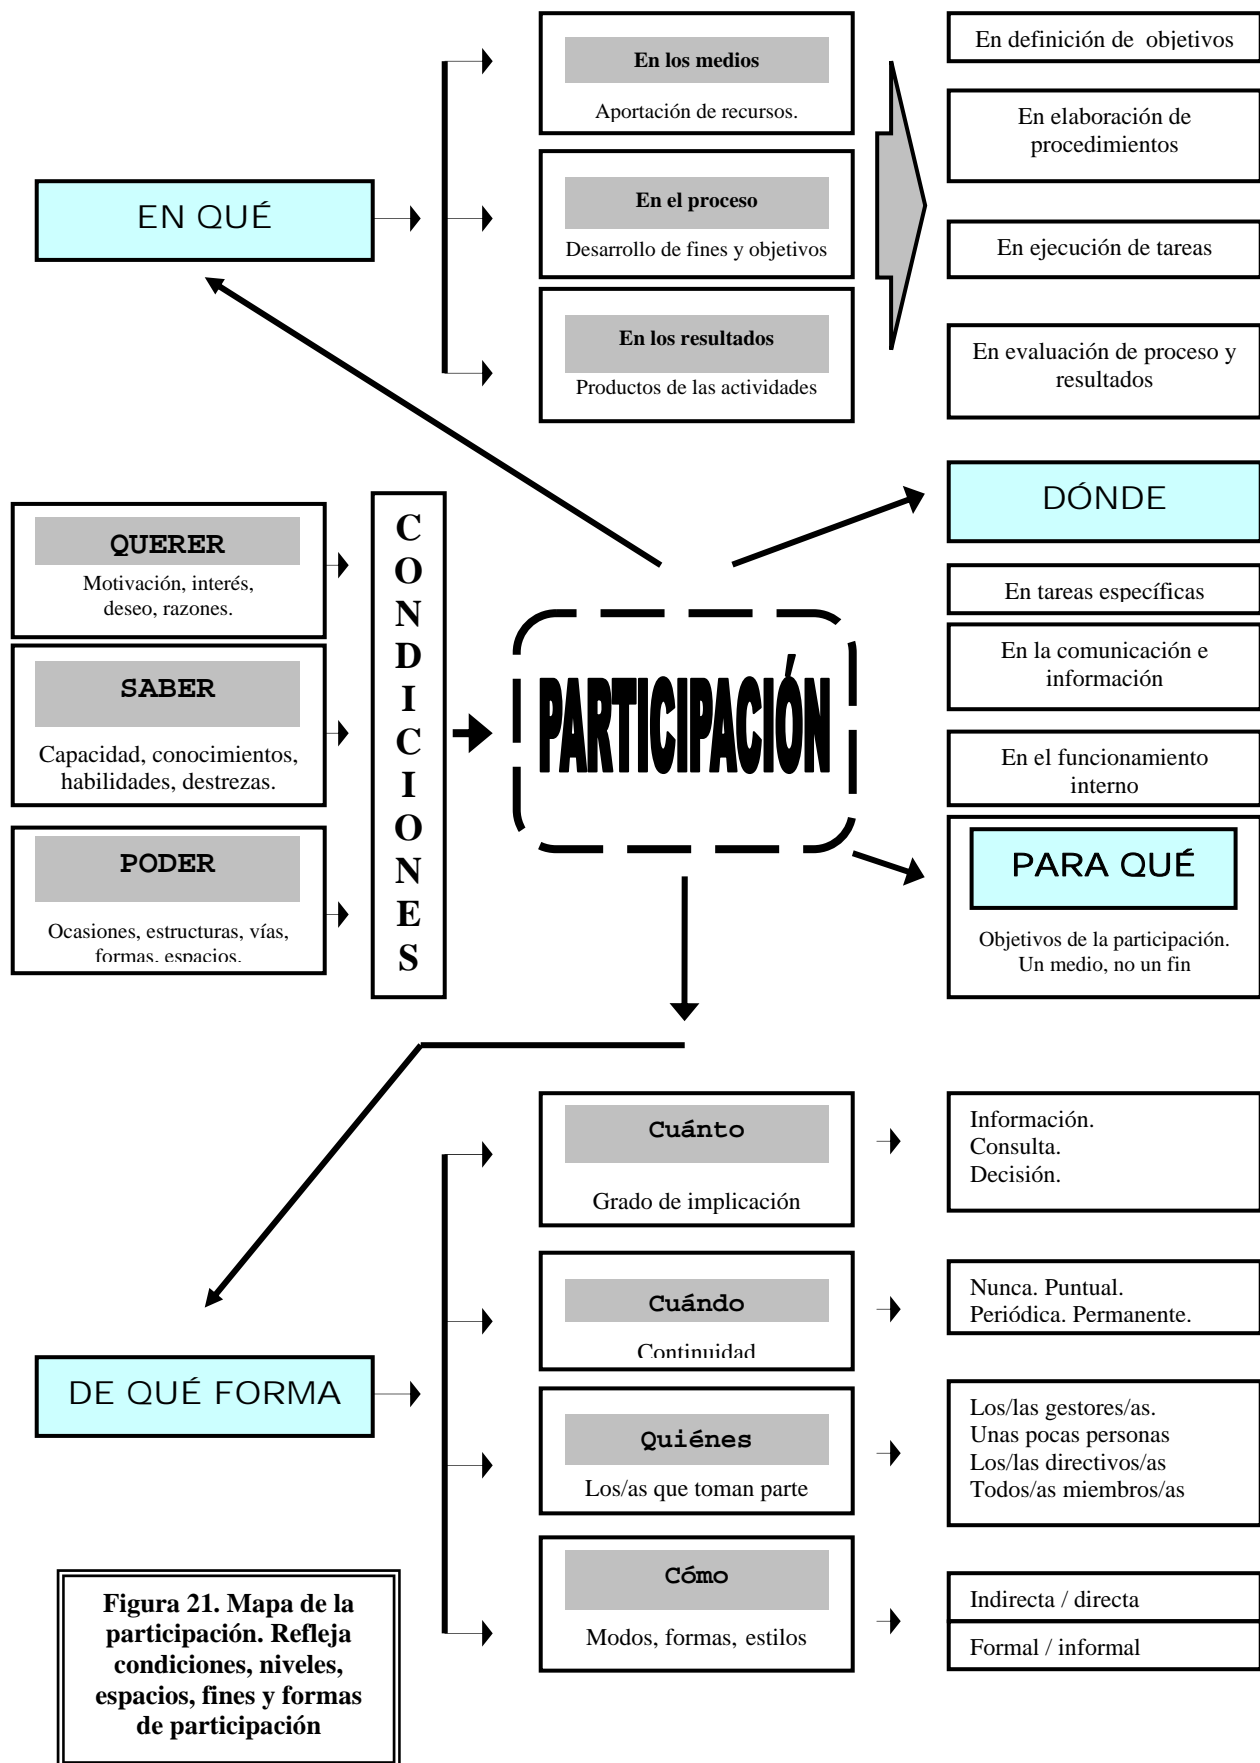 EN QUÉ
En los medios
Aportación de recursos.
En el proceso
Desarrollo de fines y objetivos
En los resultados
Productos de las actividades
En definición de objetivos
En elaboración de
procedimientos
En ejecución de tareas
En evaluación de proceso y
resultados
QUERER
Motivación, interés,
deseo, razones.
SABER
Capacidad, conocimientos,
habilidades, destrezas.
PODER
Ocasiones, estructuras, vías,
formas, espacios.
CONDICIONES
PARTICIPACIÓN
DÓNDE
En tareas específicas
En la comunicación e
información
En el funcionamiento
interno
PARA QUÉ
Objetivos de la participación.
Un medio, no un fin
DE QUÉ FORMA
Cuánto
Grado de implicación
Información.
Consulta.
Decisión.
Cuándo
Continuidad
Nunca. Puntual.
Periódica. Permanente.
Quiénes
Los/as que toman parte
Los/las gestores/as.
Unas pocas personas
Los/las directivos/as
Todos/as miembros/as
Cómo
Modos, formas, estilos
Indirecta / directa
Formal / informal
Figura 21. Mapa de la
participación. Refleja
condiciones, niveles,
espacios, fines y formas
de participación